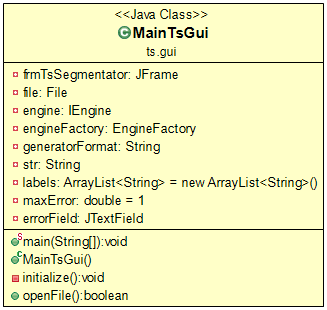 <<Java Class>>
MainTsGui
ts.gui
frmTsSegmentator: JFrame
file: File
engine: IEngine
engineFactory: EngineFactory
generatorFormat: String
str: String
labels: ArrayList<String> = new ArrayList<String>()
maxError: double = 1
errorField: JTextField
main(String[]):void
MainTsGui()
initialize():void
openFile():boolean